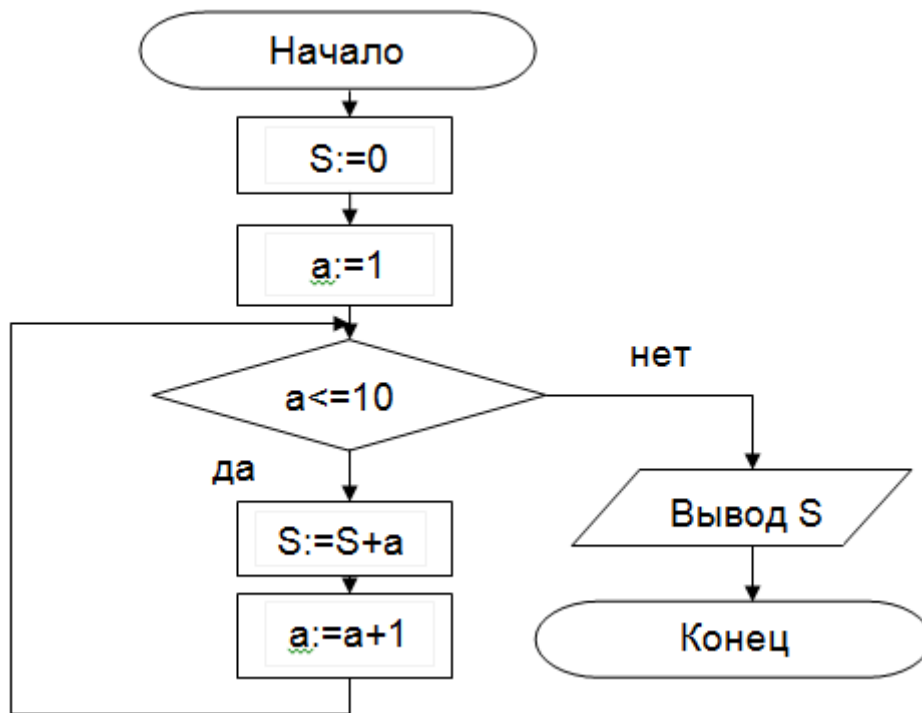 Начало
S:=0
a:=1
a<=10
нет
да
S:=S+a
a:=a+1
Вывод S
Конец